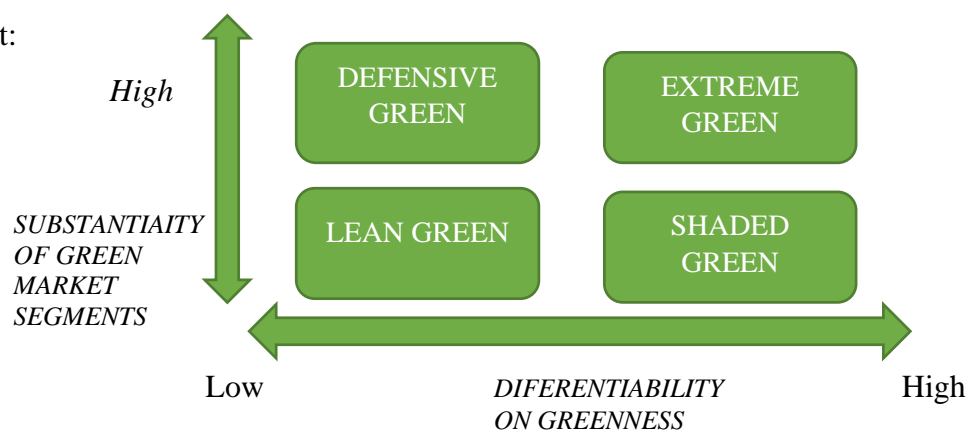 t:
High
DEFENSIVE
GREEN
EXTREME
GREEN
SUBSTANTIAITY
OF GREEN
MARKET
SEGMENTS
LEAN GREEN
SHADED
GREEN
Low
DIFERENTIABILITY
ON GREENNESS
High